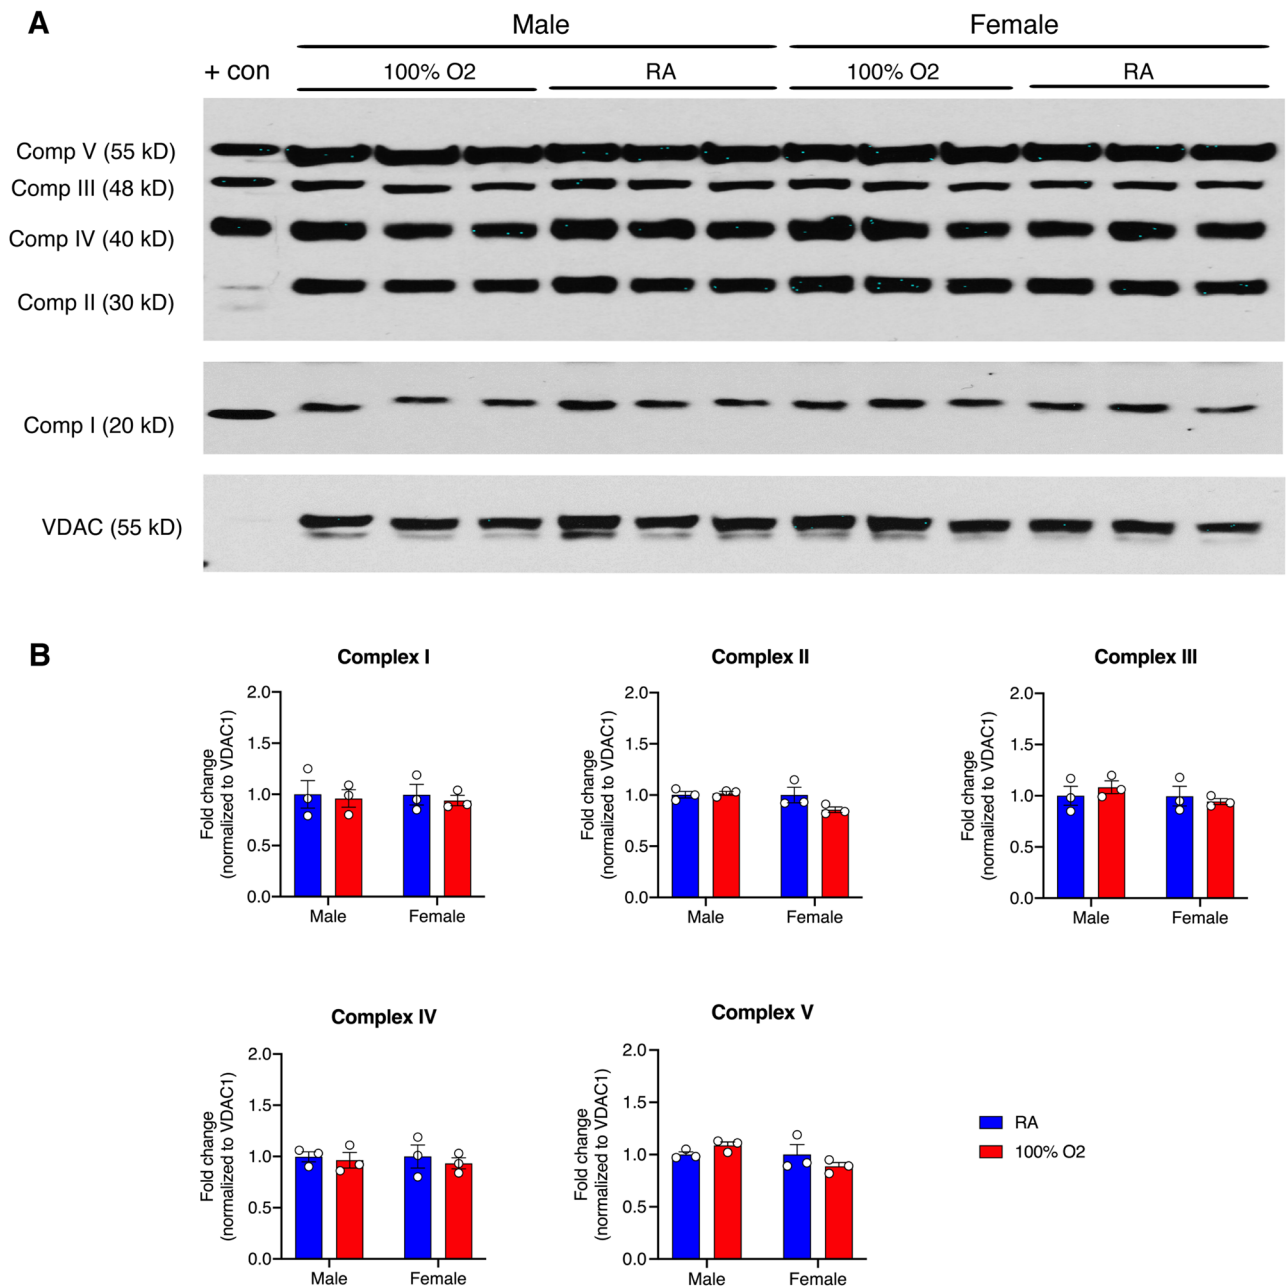 A
Male
Female
+ con
100% O2
RA
100% O2
RA
Comp V (55 kD)
Comp III (48 kD)
Comp IV (40 kD)
Comp II (30 kD)
Comp I (20 kD)
VDAC (55 kD)
B
Complex I
Fold change
(normalized to VDAC1)
2.0
1.5
1.0
0.5
0.0
Male
Female
Complex II
Fold change
(normalized to VDAC1)
2.0
1.5
1.0
0.5
0.0
Male
Female
Complex III
Fold change
(normalized to VDAC1)
2.0
1.5
1.0
0.5
0.0
Male
Female
Complex IV
Fold change
(normalized to VDAC1)
2.0
1.5
1.0
0.5
0.0
Male
Female
Complex V
Fold change
(normalized to VDAC1)
2.0
1.5
1.0
0.5
0.0
Male
Female
RA
100% O2